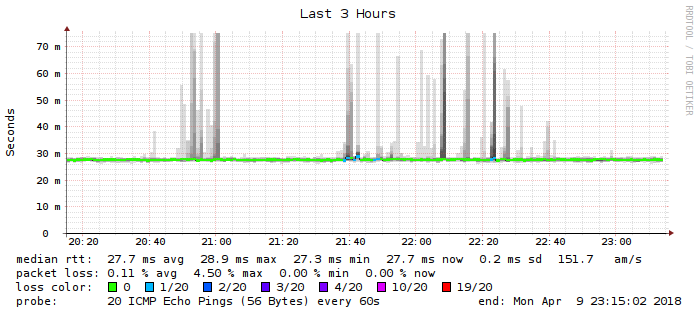 Last 3 Hours
RRDTOOL / TOBI OETIKER
Seconds
70 m
60 m
50 m
40 m
30 m
20 m
10 m
0
20:20 20:40 21:00 21:20 21:40 22:00 22:20 22:40 23:00
median rtt: 27.7 ms avg 28.9 ms max 27.3 ms min 27.7 ms now 0.2 ms sd 151.7 am/s
packet loss: 0.11 % avg 4.50 % max 0.00 % min 0.00 % now
loss color: 0 1/20 2/20 3/20 4/20 10/20 19/20
probe: 20 ICMP Echo Pings (56 Bytes) every 60s end: Mon Apr 9 23:15:02 2018